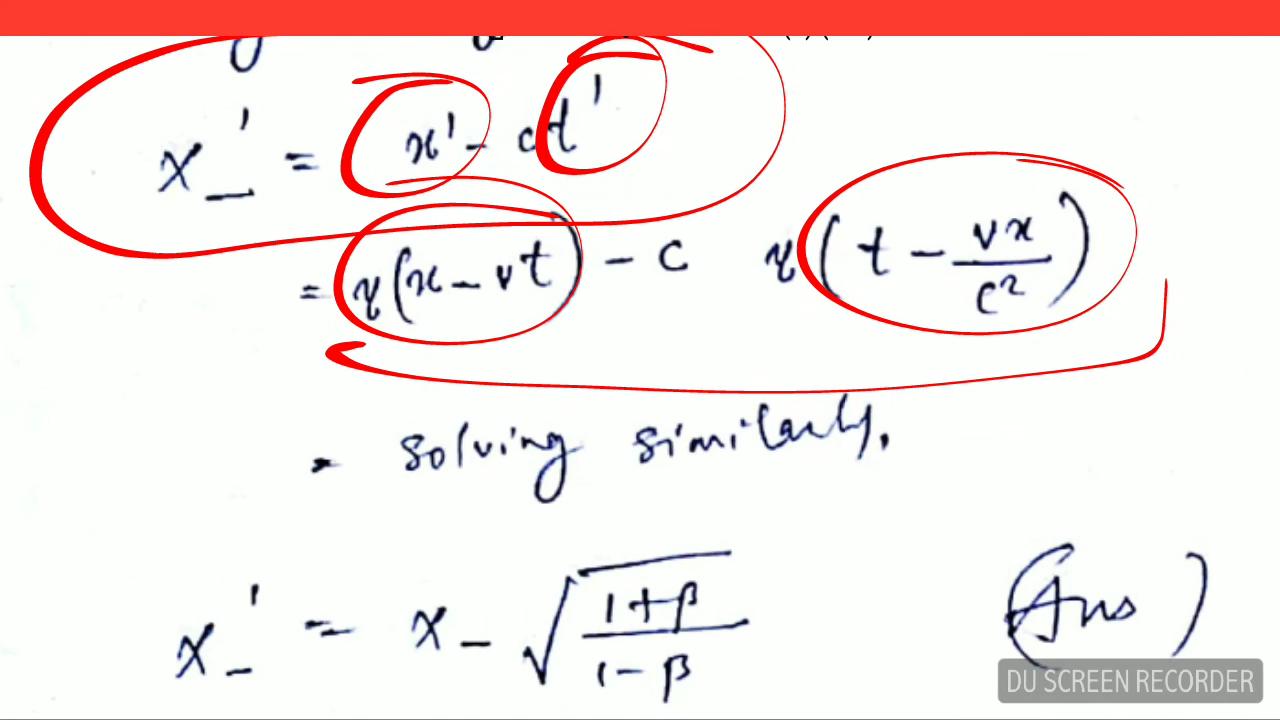 x_' = x' - ct'
= γ(x - vt) - c γ(t - vx/c²)
= solving similarly.
x_' = x_ √(1+β / 1-β) (Ans)
DU SCREEN RECORDER